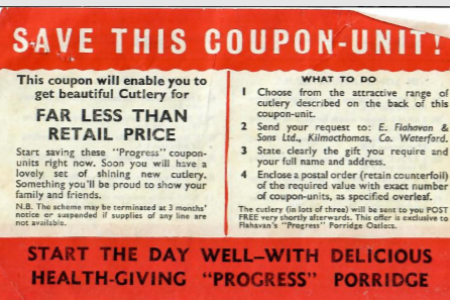 SAVE THIS COUPON-UNIT!
This coupon will enable you to
get beautiful Cutlery for
FAR LESS THAN
RETAIL PRICE
Start saving these "Progress" coupon-
units right now. Soon you will have a
lovely set of shining new cutlery.
Something you'll be proud to show your
family and friends.
N.B. The scheme may be terminated at 3 months'
notice or suspended if supplies of any line are
not available.
WHAT TO DO
1 Choose from the attractive range of
cutlery described on the back of this
coupon-unit.
2 Send your request to: E. Flahavan &
Sons Ltd., Kilmacthomas, Co. Waterford.
3 State clearly the gift you require and
your full name and address.
4 Enclose a postal order (retain counterfoil)
of the required value with exact number
of coupon-units, as specified overleaf.
The cutlery (in lots of three) will be sent to you POST
FREE very shortly afterwards. This offer is exclusive to
Flahavan's "Progress" Porridge Oatlets.
START THE DAY WELL—WITH DELICIOUS
HEALTH-GIVING "PROGRESS" PORRIDGE